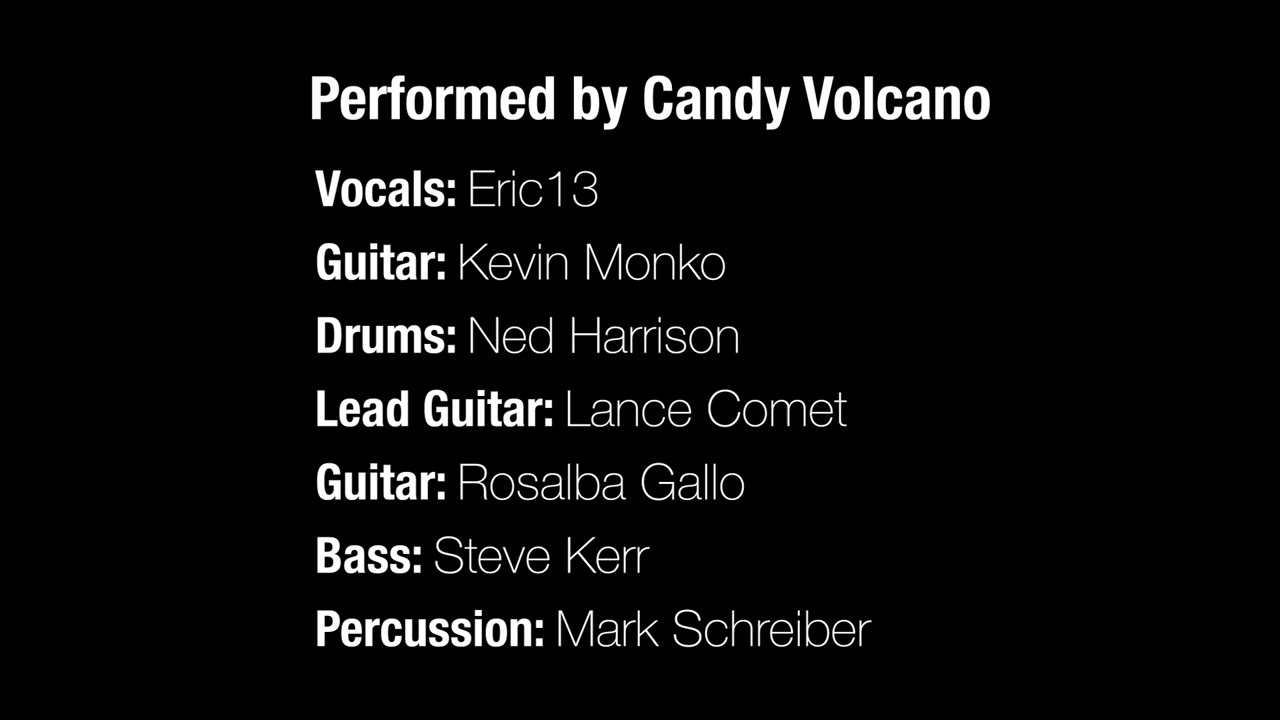 Performed by Candy Volcano
Vocals: Eric13
Guitar: Kevin Monko
Drums: Ned Harrison
Lead Guitar: Lance Comet
Guitar: Rosalba Gallo
Bass: Steve Kerr
Percussion: Mark Schreiber